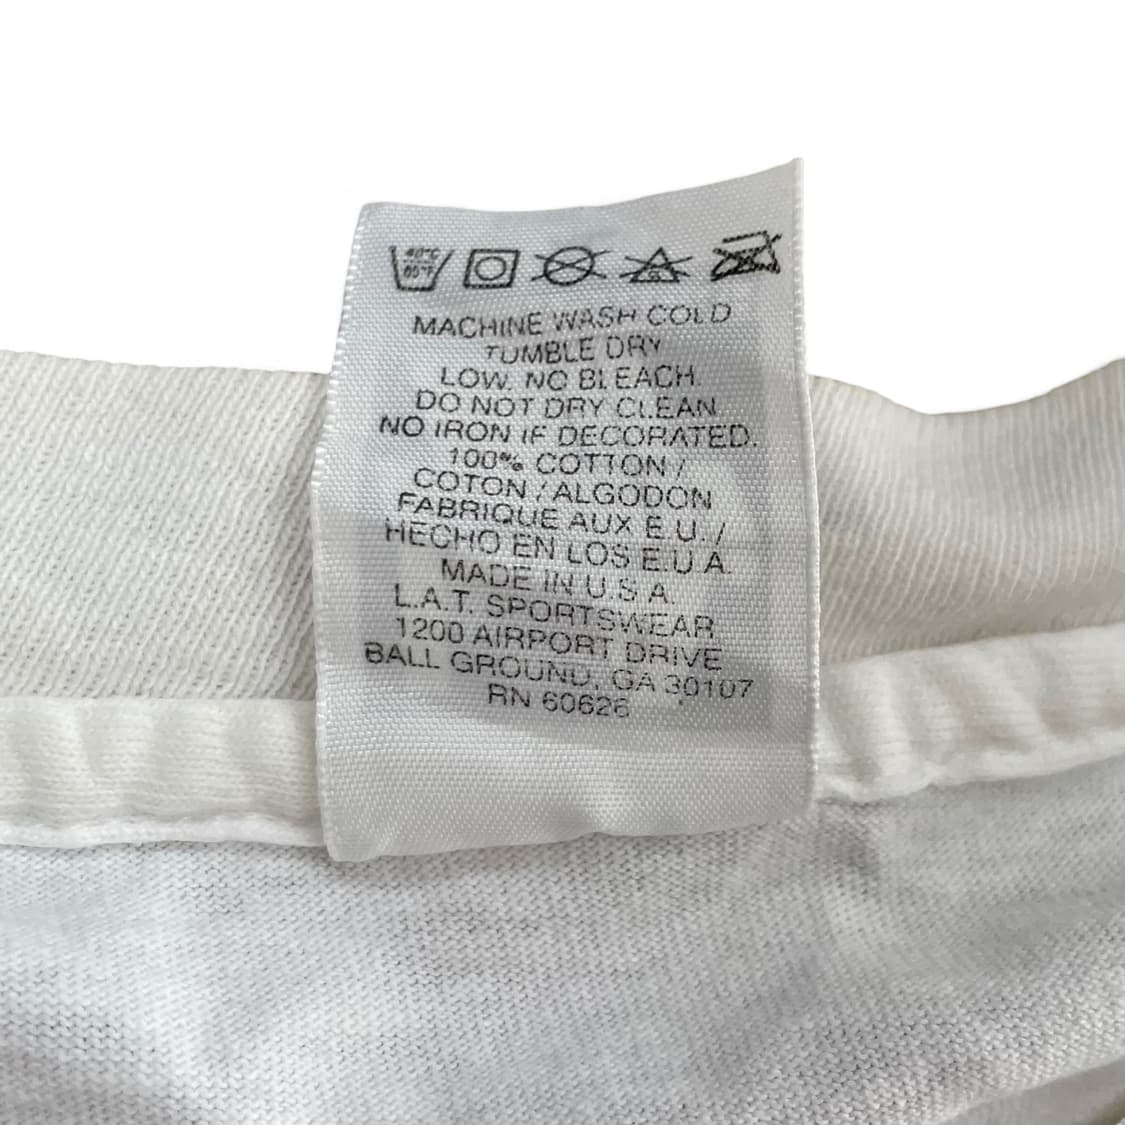 40°C
MACHINE WASH COLD
TUMBLE DRY
LOW. NO BLEACH.
DO NOT DRY CLEAN.
NO IRON IF DECORATED.
100% COTTON /
COTON / ALGODON
FABRIQUE AUX E.U. /
HECHO EN LOS E.U.A.
MADE IN U.S.A.
L.A.T. SPORTSWEAR
1200 AIRPORT DRIVE
BALL GROUND, GA 30107
RN 60626